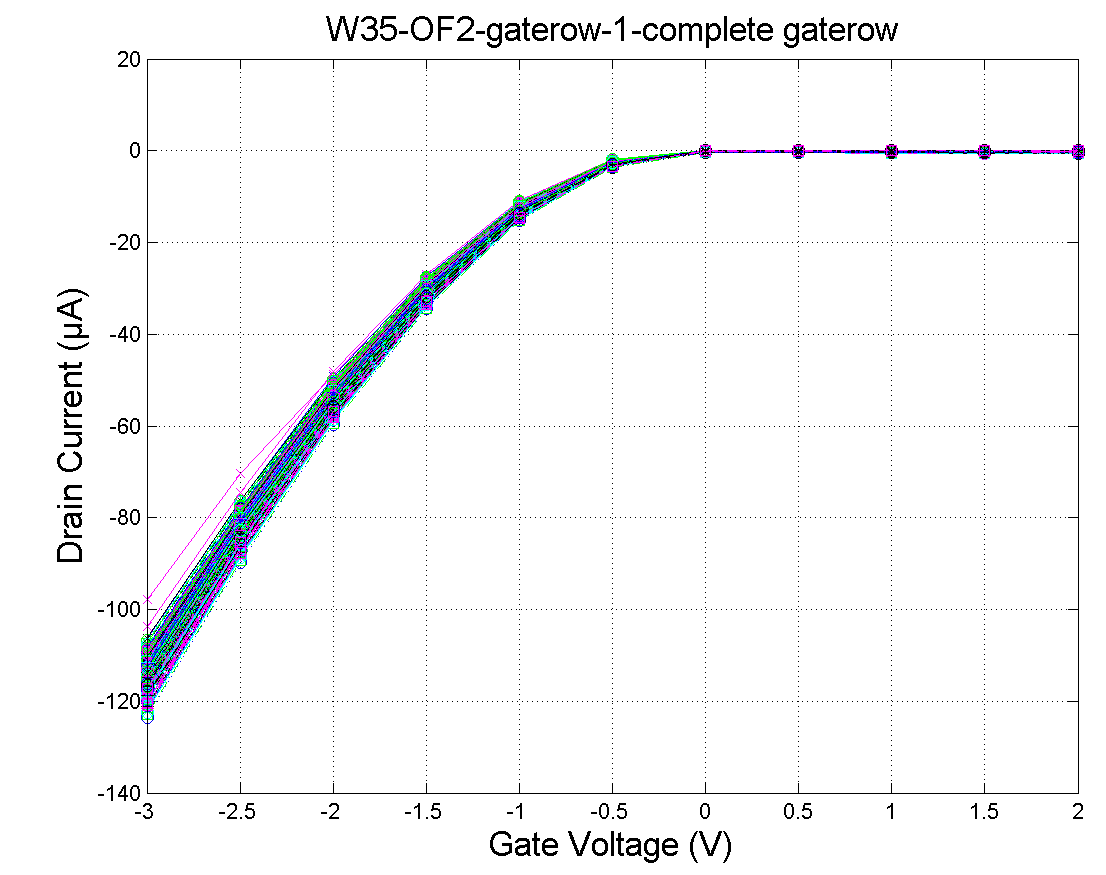 W35-OF2-gaterow-1-complete gaterow
20
0
-20
-40
-60
-80
-100
-120
-140
Drain Current (µA)
-3 -2.5 -2 -1.5 -1 -0.5 0 0.5 1 1.5 2
Gate Voltage (V)